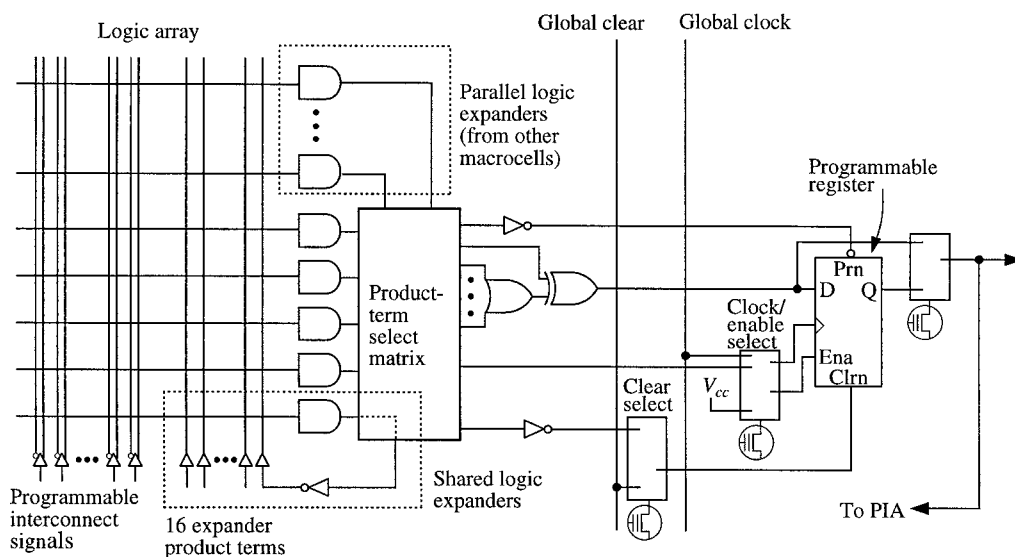 Logic array
Global clear
Global clock
Parallel logic
expanders
(from other
macrocells)
Programmable
register
Product-
term
select
matrix
Prn
D
Q
Ena
Clrn
Clock/
enable select
Vcc
Clear
select
Shared logic
expanders
Programmable
interconnect
signals
16 expander
product terms
To PIA